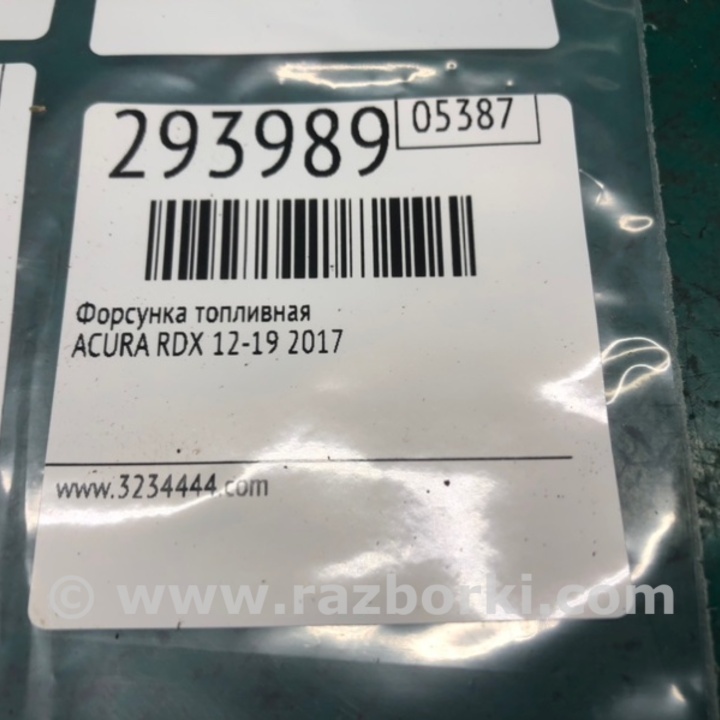 293989
05387
Форсунка топливная
ACURA RDX 12-19 2017
www.3234444.com
© www.razborki.com